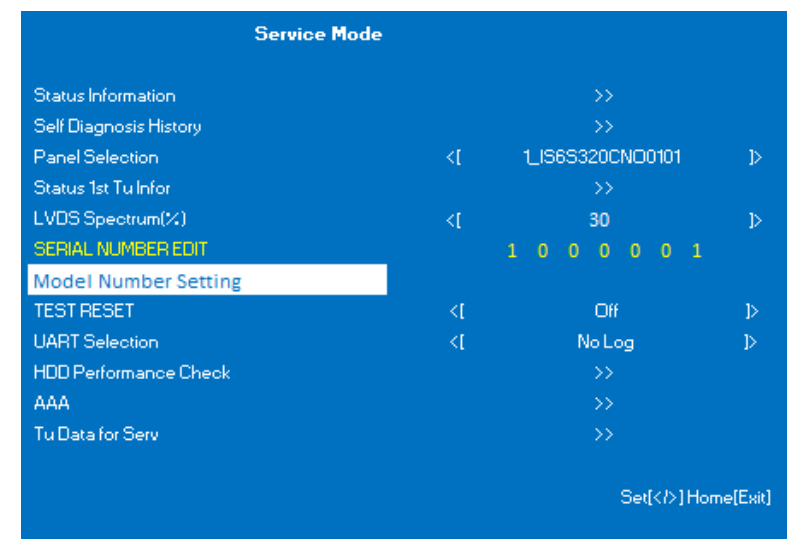 Service Mode
Status Information >>
Self Diagnosis History >>
Panel Selection <[ 1_IS6S320CNO0101 ]>
Status 1st Tu Infor >>
LVDS Spectrum(%) <[ 30 ]>
SERIAL NUMBER EDIT 1 0 0 0 0 0 1
Model Number Setting
TEST RESET <[ Off ]>
UART Selection <[ No Log ]>
HDD Performance Check >>
AAA >>
Tu Data for Serv >>
Set[</>] Home[Exit]